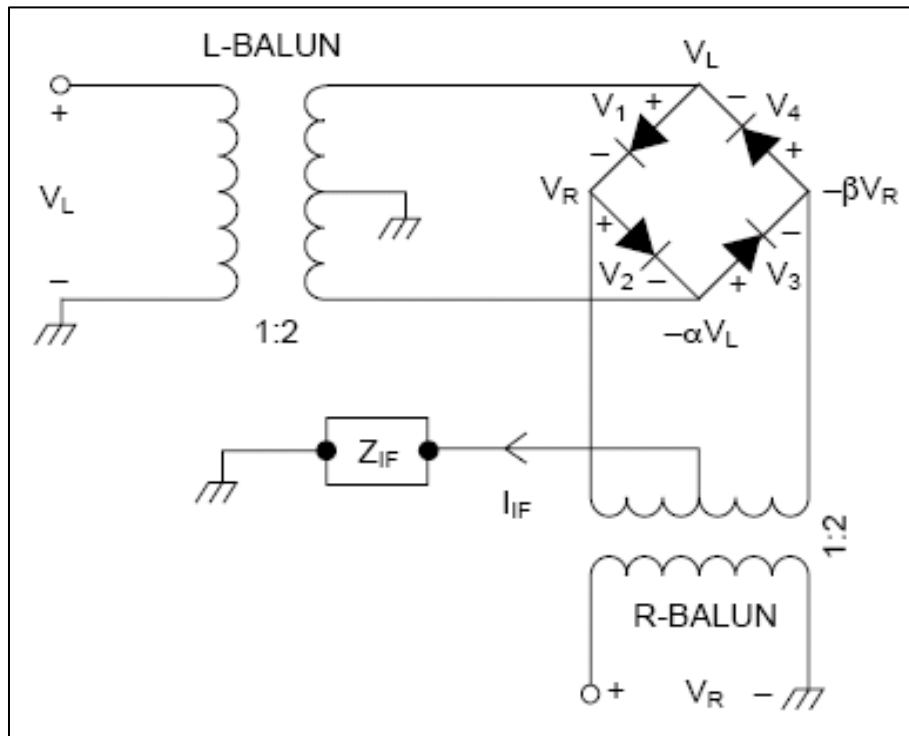 L-BALUN
V_L
V_1
+
–
V_4
–
+
+
V_L
–
V_R
–βV_R
+
V_2
–
–
V_3
+
1:2
–αV_L
Z_IF
I_IF
1:2
R-BALUN
+
V_R
–